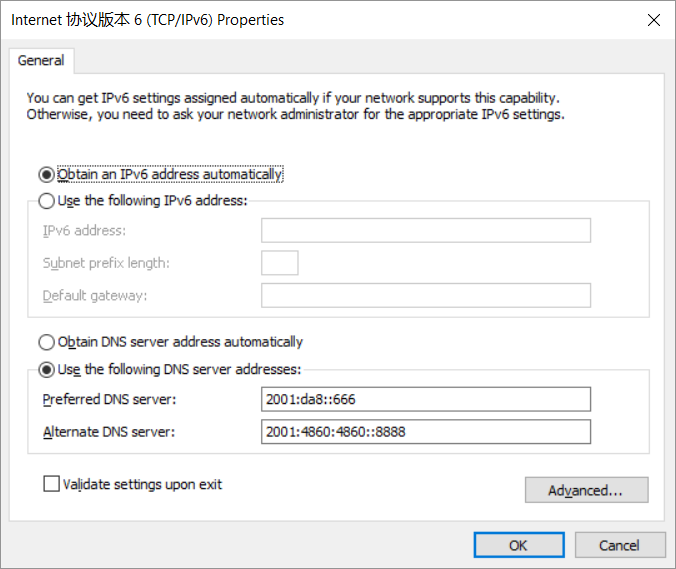 Internet 协议版本 6 (TCP/IPv6) Properties
General
You can get IPv6 settings assigned automatically if your network supports this capability.
Otherwise, you need to ask your network administrator for the appropriate IPv6 settings.
Obtain an IPv6 address automatically
Use the following IPv6 address:
IPv6 address:
Subnet prefix length:
Default gateway:
Obtain DNS server address automatically
Use the following DNS server addresses:
Preferred DNS server: 2001:da8::666
Alternate DNS server: 2001:4860:4860::8888
Validate settings upon exit
Advanced...
OK Cancel